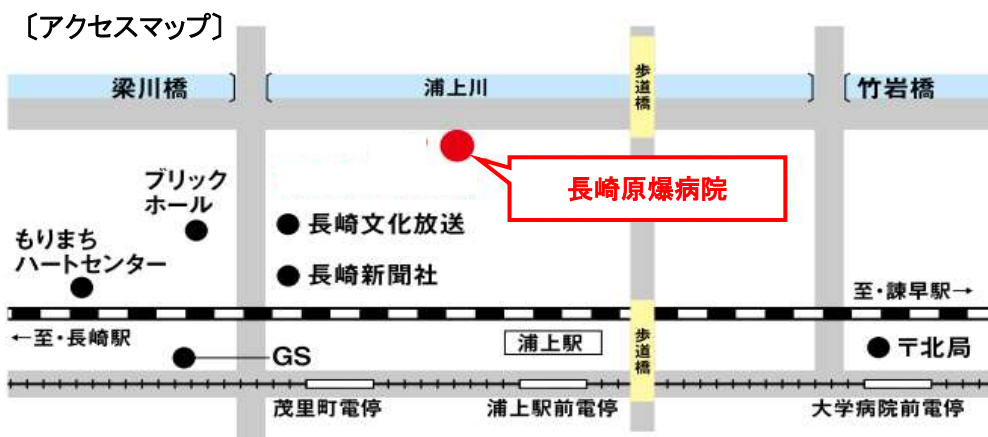 〔アクセスマップ〕
梁川橋
浦上川
歩道橋
竹岩橋
長崎原爆病院
ブリック
ホール
長崎文化放送
もりまち
ハートセンター
長崎新聞社
至・諫早駅→
←至・長崎駅
GS
浦上駅
歩道橋
〒北局
茂里町電停
浦上駅前電停
大学病院前電停